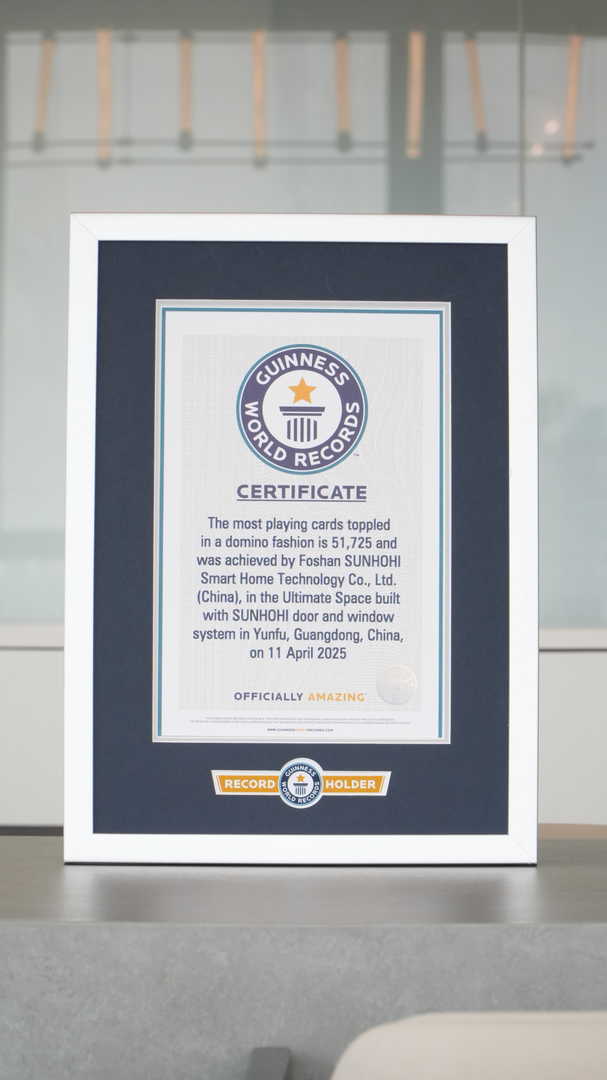 GUINNESS
WORLD RECORDS
™
CERTIFICATE
The most playing cards toppled
in a domino fashion is 51,725 and
was achieved by Foshan SUNHOHI
Smart Home Technology Co., Ltd.
(China), in the Ultimate Space built
with SUNHOHI door and window
system in Yunfu, Guangdong, China,
on 11 April 2025
OFFICIALLY AMAZING
RECORD HOLDER
GUINNESS
WORLD RECORDS